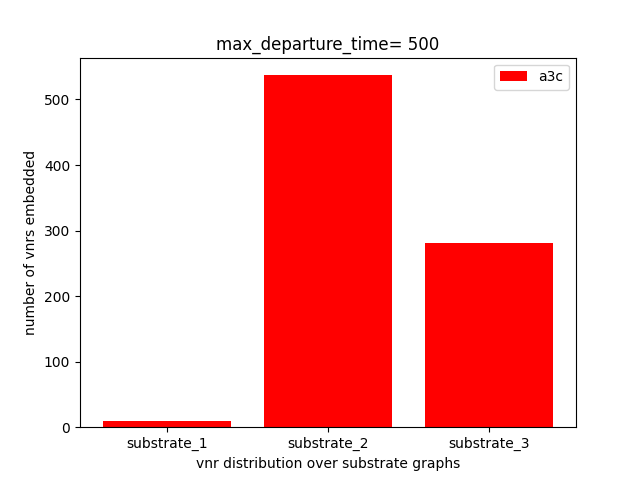 max_departure_time= 500
a3c
500
400
300
200
100
0
number of vnrs embedded
substrate_1
substrate_2
substrate_3
vnr distribution over substrate graphs